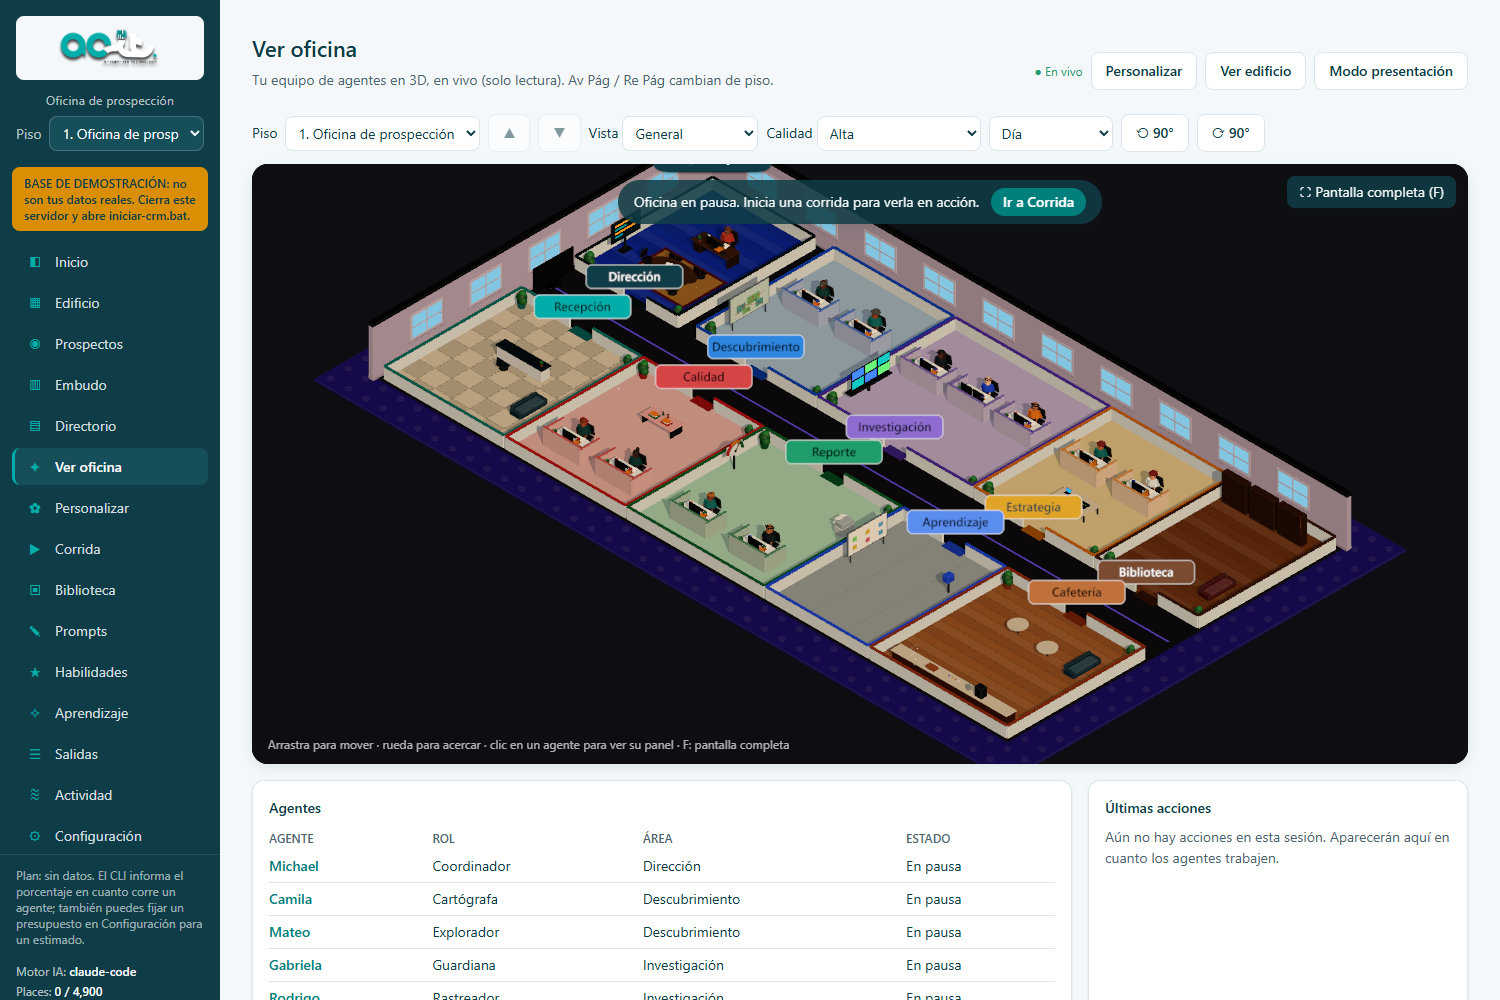 acit
Oficina de prospección
Piso
1. Oficina de prosp
BASE DE DEMOSTRACIÓN: no
son tus datos reales. Cierra este
servidor y abre iniciar-crm.bat.
Inicio
Edificio
Prospectos
Embudo
Directorio
Ver oficina
Personalizar
Corrida
Biblioteca
Prompts
Habilidades
Aprendizaje
Salidas
Actividad
Configuración
Plan: sin datos. El CLI informa el
porcentaje en cuanto corre un
agente; también puedes fijar un
presupuesto en Configuración para
un estimado.
Motor IA: claude-code
Places: 0 / 4,900
Ver oficina
Tu equipo de agentes en 3D, en vivo (solo lectura). Av Pág / Re Pág cambian de piso.
En vivo
Personalizar
Ver edificio
Modo presentación
Piso
1. Oficina de prospección
Vista
General
Calidad
Alta
Día
90°
90°
Oficina en pausa. Inicia una corrida para verla en acción.
Ir a Corrida
Pantalla completa (F)
Dirección
Recepción
Descubrimiento
Calidad
Investigación
Reporte
Estrategia
Aprendizaje
Biblioteca
Cafetería
Arrastra para mover · rueda para acercar · clic en un agente para ver su panel · F: pantalla completa
Agentes
AGENTE ROL ÁREA ESTADO
Michael Coordinador Dirección En pausa
Camila Cartógrafa Descubrimiento En pausa
Mateo Explorador Descubrimiento En pausa
Gabriela Guardiana Investigación En pausa
Rodrigo Rastreador Investigación En pausa
Últimas acciones
Aún no hay acciones en esta sesión. Aparecerán aquí en
cuanto los agentes trabajen.